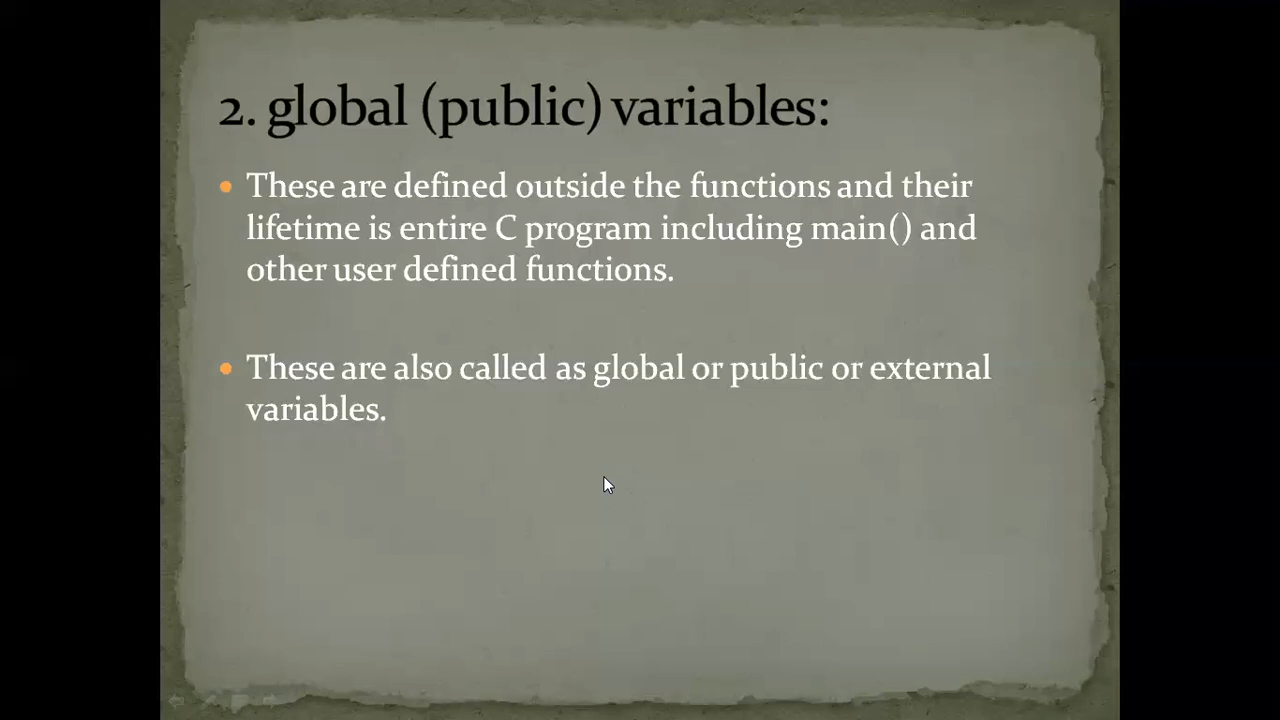 2. global (public) variables:
These are defined outside the functions and their
lifetime is entire C program including main() and
other user defined functions.
These are also called as global or public or external
variables.